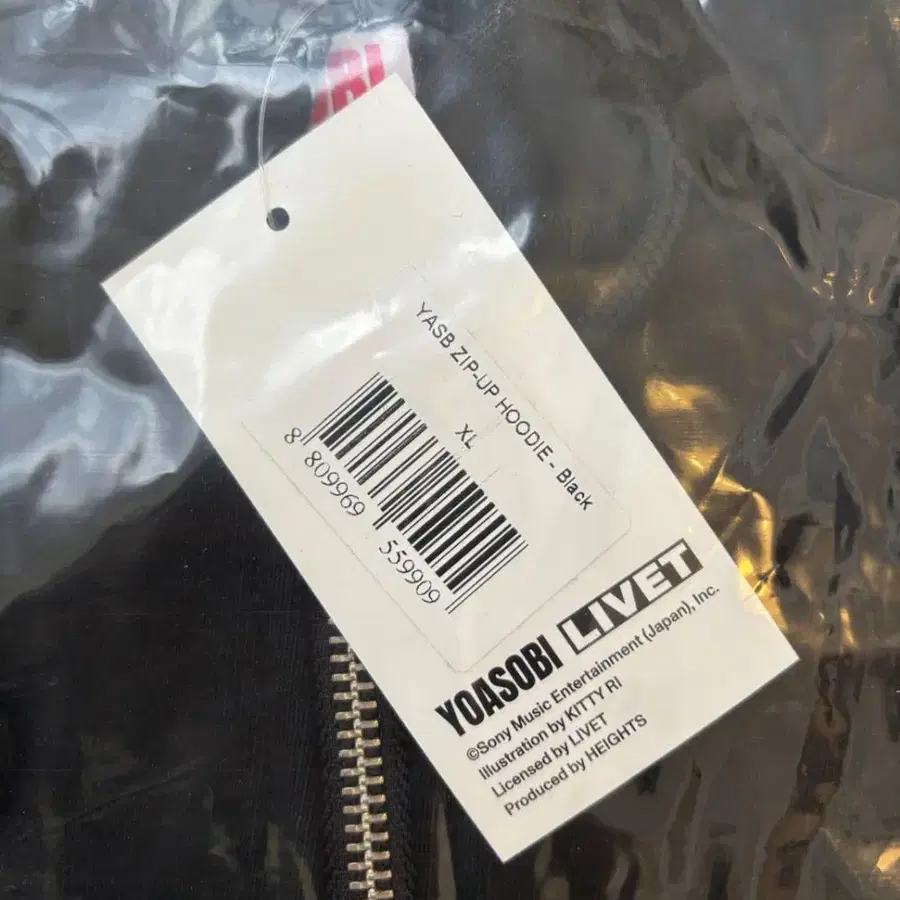 YASB ZIP-UP HOODIE - Black
XL
8 809969 559909
YOASOBI LIVET
©Sony Music Entertainment (Japan), Inc.
Illustration by KITTY RI
Licensed by LIVET
Produced by HEIGHTS